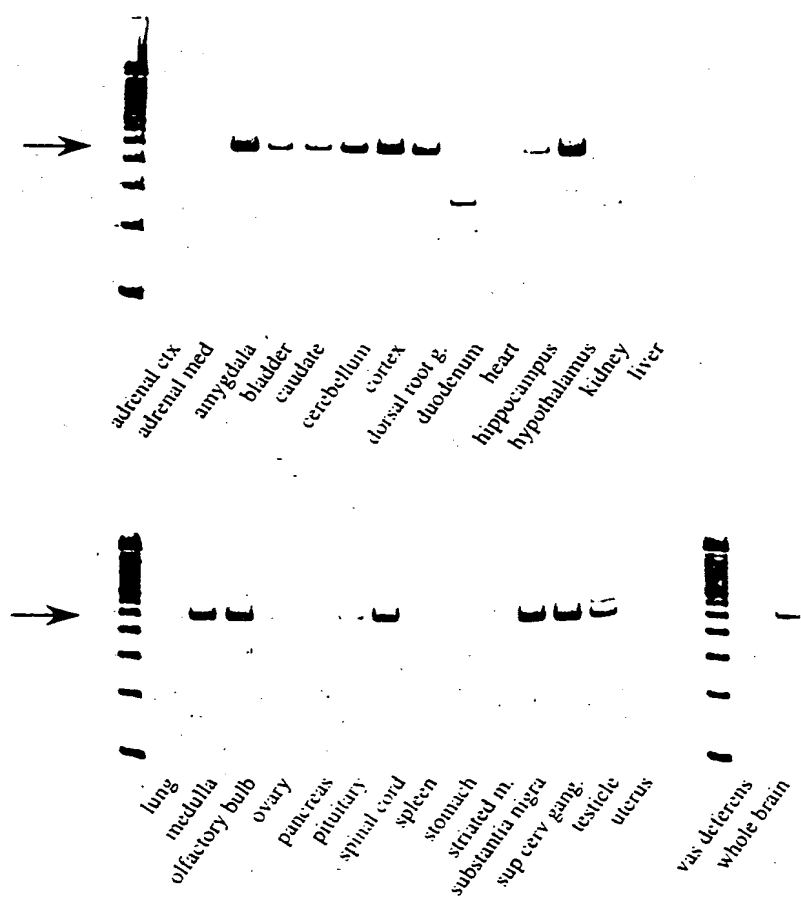 adrenal ctx
adrenal med
amygdala
bladder
caudate
cerebellum
cortex
dorsal root g.
duodenum
heart
hippocampus
hypothalamus
kidney
liver
lung
medulla
olfactory bulb
ovary
pancreas
pituitary
spinal cord
spleen
stomach
striated m.
substantia nigra
sup cerv gang.
testicle
uterus
vas deferens
whole brain